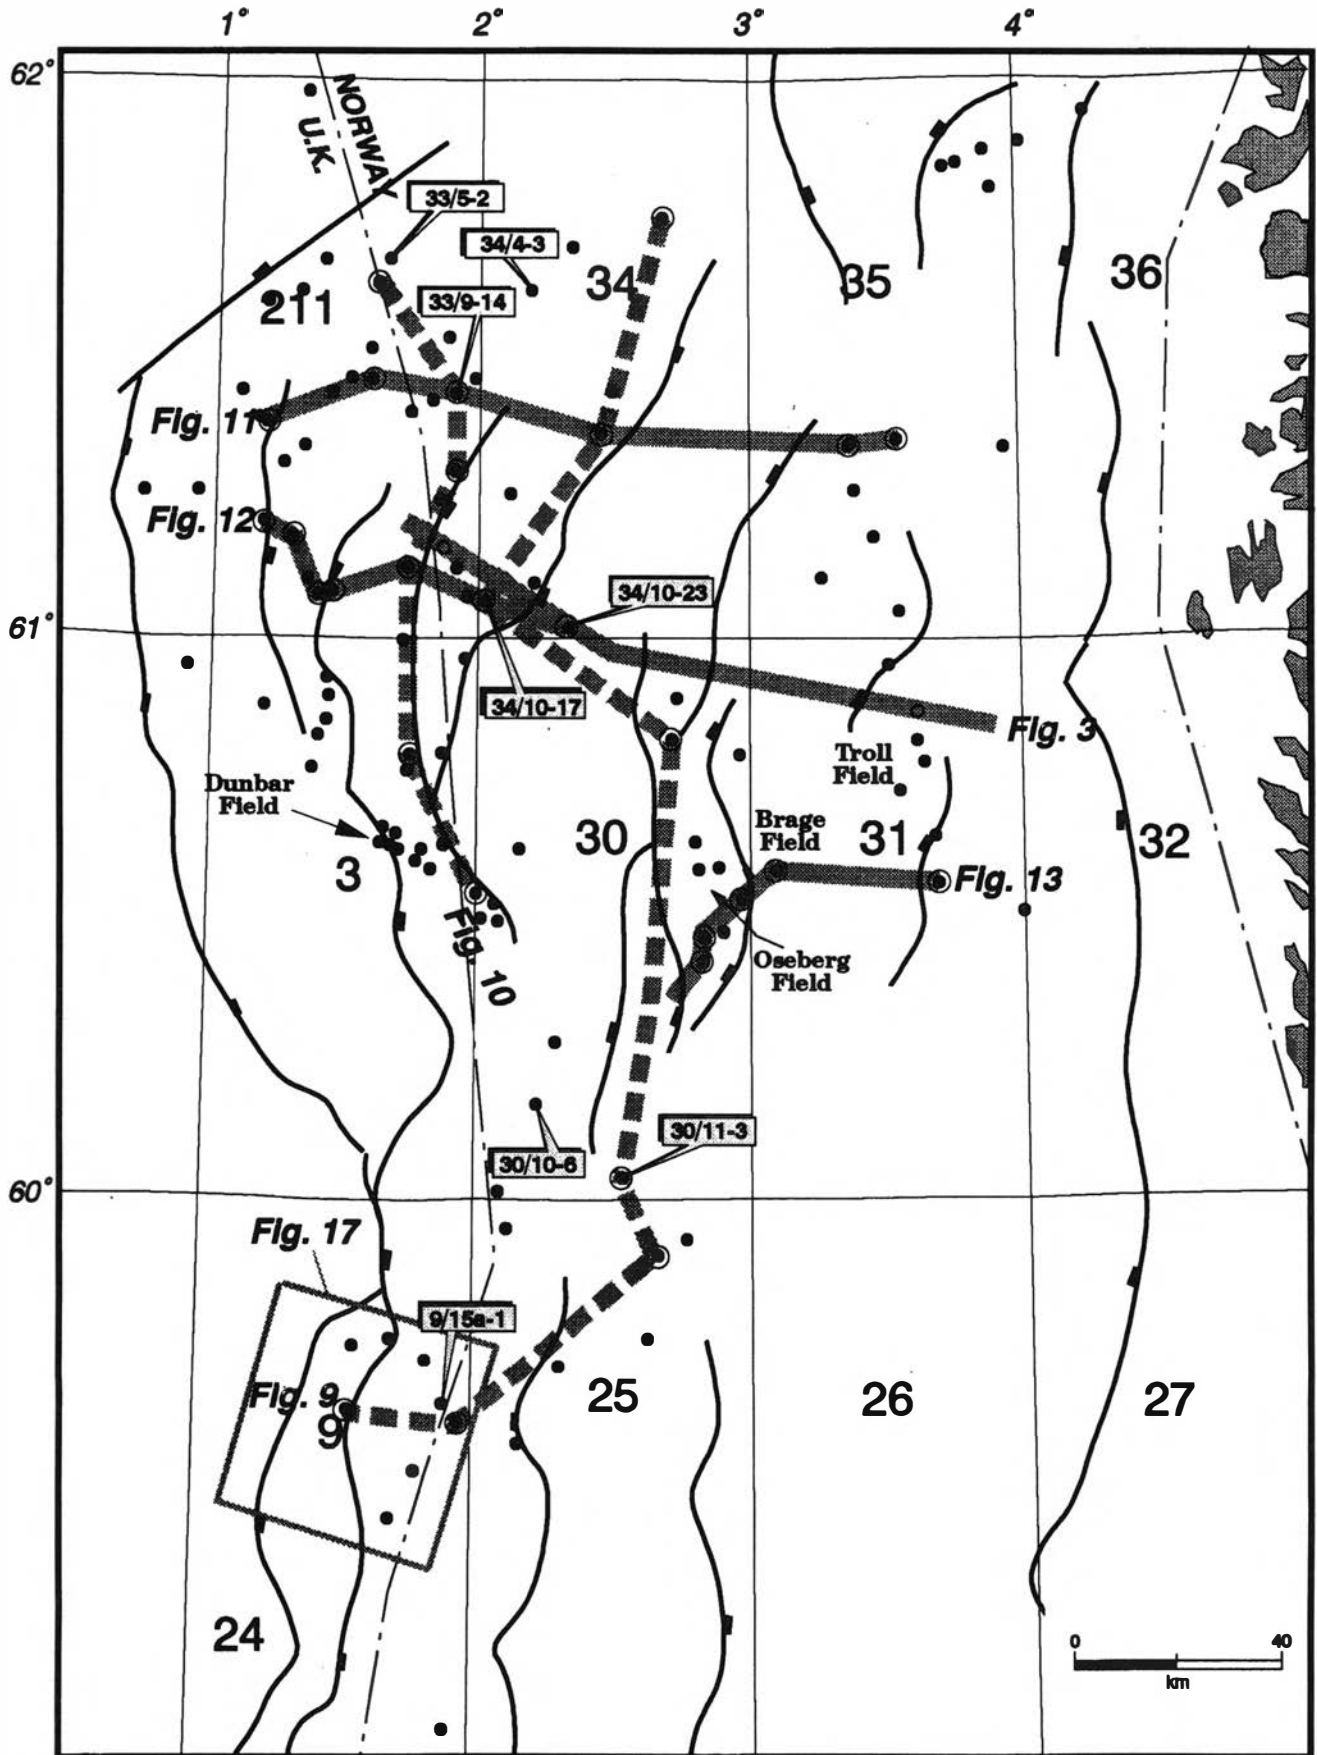 1° 2° 3° 4°
62°
NORWAY
U.K.
33/5-2
34/4-3
34
35
36
211
33/9-14
Fig. 11
Fig. 12
34/10-23
61°
34/10-17
Fig. 3
Troll
Field
Dunbar
Field
Brage
Field
30
31
32
3
Fig. 13
Fig. 10
Oseberg
Field
30/11-3
30/10-6
60°
Fig. 17
9/15a-1
Fig. 9
9
25
26
27
24
0 40
km